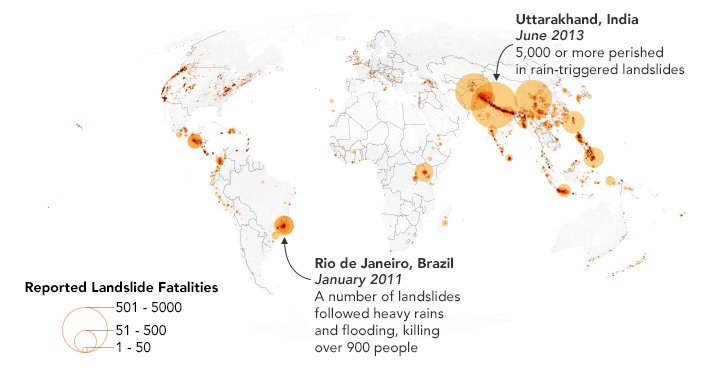 Uttarakhand, India
June 2013
5,000 or more perished
in rain-triggered landslides
Rio de Janeiro, Brazil
January 2011
A number of landslides
followed heavy rains
and flooding, killing
over 900 people
Reported Landslide Fatalities
501 - 5000
51 - 500
1 - 50